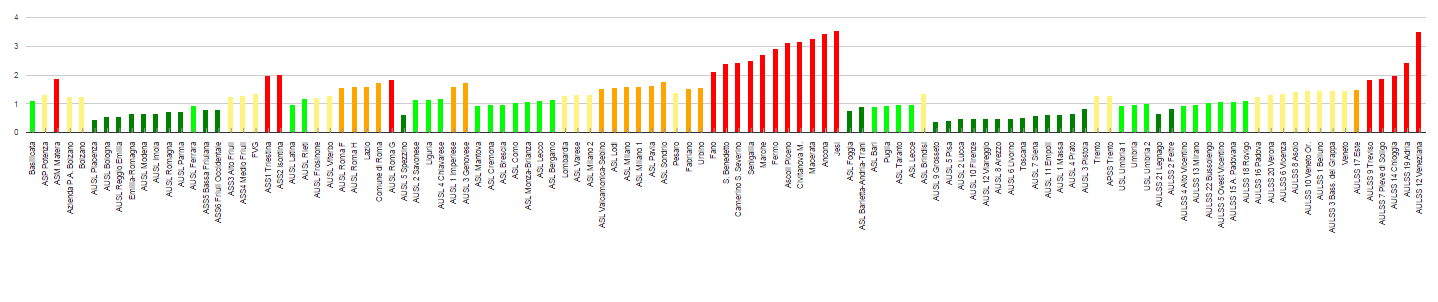 4
3
2
1
0
Basilicata
ASP Potenza
ASM Matera
Azienda P.A. Bolzano
Bolzano
AUSL Piacenza
AUSL Bologna
AUSL Reggio Emilia
Emilia-Romagna
AUSL Modena
AUSL Imola
AUSL Romagna
AUSL Parma
AUSL Ferrara
ASS5 Bassa Friulana
ASS6 Friuli Occidentale
ASS3 Alto Friuli
ASS4 Medio Friuli
FVG
ASS1 Triestina
ASS2 Isontina
AUSL Latina
AUSL Rieti
AUSL Frosinone
AUSL Viterbo
AUSL Roma F
AUSL Roma H
Lazio
Comune di Roma
AUSL Roma G
AUSL 5 Spezzino
AUSL 2 Savonese
Liguria
AUSL 4 Chiavarese
AUSL 1 Imperiese
AUSL 3 Genovese
ASL Mantova
ASL Cremona
ASL Brescia
ASL Como
ASL Monza-Brianza
ASL Lecco
ASL Bergamo
Lombardia
ASL Varese
ASL Milano 2
ASL Valcamonica-Sebino
ASL Lodi
ASL Milano
ASL Milano 1
ASL Pavia
ASL Sondrio
Pesaro
Fabriano
Urbino
Fano
S. Benedetto
Camerino S. Severino
Senigallia
Marche
Fermo
Ascoli Piceno
Civitanova M.
Macerata
Ancona
Jesi
ASL Foggia
ASL Barletta-Andria-Trani
ASL Bari
Puglia
ASL Taranto
ASL Lecce
ASL Brindisi
AUSL 9 Grosseto
AUSL 5 Pisa
AUSL 2 Lucca
AUSL 10 Firenze
AUSL 12 Viareggio
AUSL 8 Arezzo
AUSL 6 Livorno
Toscana
AUSL 7 Siena
AUSL 11 Empoli
AUSL 1 Massa
AUSL 4 Prato
AUSL 3 Pistoia
Trento
APSS Trento
USL Umbria 1
Umbria
USL Umbria 2
AULSS 21 Legnago
AULSS 2 Feltre
AULSS 4 Alto Vicentino
AULSS 13 Mirano
AULSS 22 Bussolengo
AULSS 5 Ovest Vicentino
AULSS 15 A. Padovana
AULSS 18 Rovigo
AULSS 16 Padova
AULSS 20 Verona
AULSS 6 Vicenza
AULSS 8 Asolo
AULSS 10 Veneto Or.
AULSS 1 Belluno
AULSS 3 Bass. del Grappa
Veneto
AULSS 17 Este
AULSS 9 Treviso
AULSS 7 Pieve di Soligo
AULSS 14 Chioggia
AULSS 19 Adria
AULSS 12 Veneziana